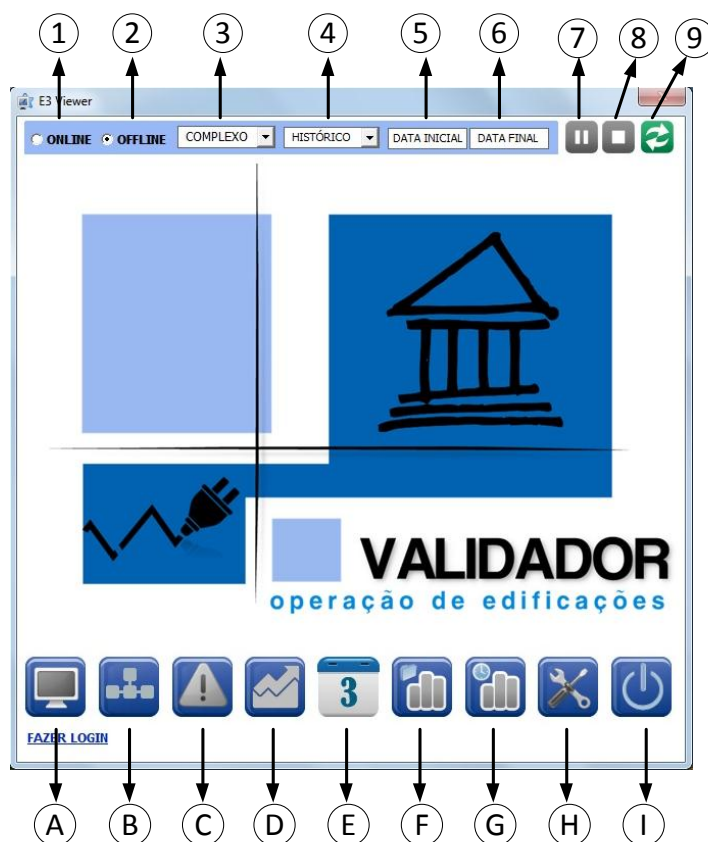 1 2 3 4 5 6 7 8 9
E3 Viewer
ONLINE OFFLINE COMPLEXO HISTÓRICO DATA INICIAL DATA FINAL
VALIDADOR
operação de edificações
3
FAZER LOGIN
A B C D E F G H I